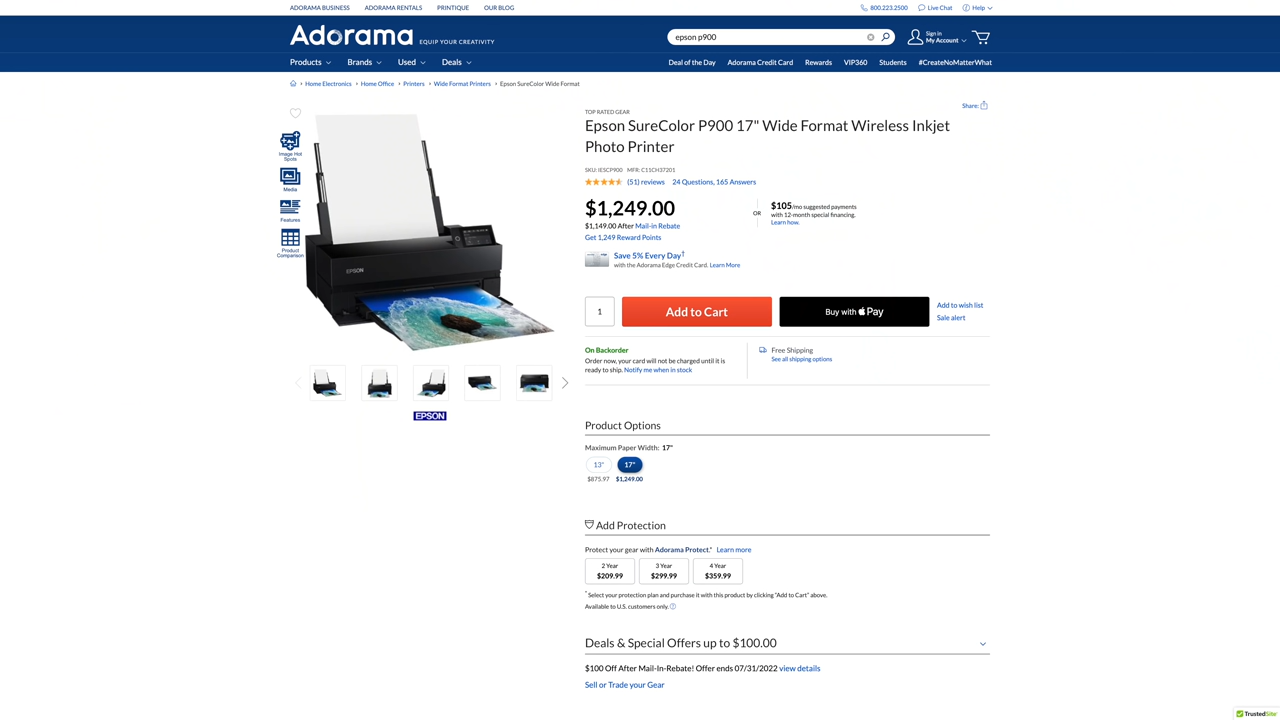 ADORAMA BUSINESS ADORAMA RENTALS PRINTIQUE OUR BLOG 800.223.2500 Live Chat Help
Adorama EQUIP YOUR CREATIVITY epson p900 Sign in
My Account
Products Brands Used Deals Deal of the Day Adorama Credit Card Rewards VIP360 Students #CreateNoMatterWhat
Home Electronics Home Office Printers Wide Format Printers Epson SureColor Wide Format
Share:
TOP RATED GEAR
Epson SureColor P900 17" Wide Format Wireless Inkjet
Photo Printer
Image Hot
Spots
Media
Features
Product
Comparison
EPSON
SKU: IESCP900 MFR: C11CH37201
(51) reviews 24 Questions, 165 Answers
$1,249.00
$1,149.00 After Mail-in Rebate
Get 1,249 Reward Points
OR
$105/mo suggested payments
with 12-month special financing.
Learn how.
Save 5% Every Day†
with the Adorama Edge Credit Card. Learn More
1 Add to Cart Buy with Pay
Add to wish list
Sale alert
On Backorder
Order now, your card will not be charged until it is
ready to ship. Notify me when in stock
Free Shipping
See all shipping options
EPSON
Product Options
Maximum Paper Width: 17"
13" 17"
$875.97 $1,249.00
Add Protection
Protect your gear with Adorama Protect.* Learn more
2 Year 3 Year 4 Year
$209.99 $299.99 $359.99
* Select your protection plan and purchase it with this product by clicking "Add to Cart" above.
Available to U.S. customers only.
Deals & Special Offers up to $100.00
$100 Off After Mail-In-Rebate! Offer ends 07/31/2022 view details
Sell or Trade your Gear
TrustedSite